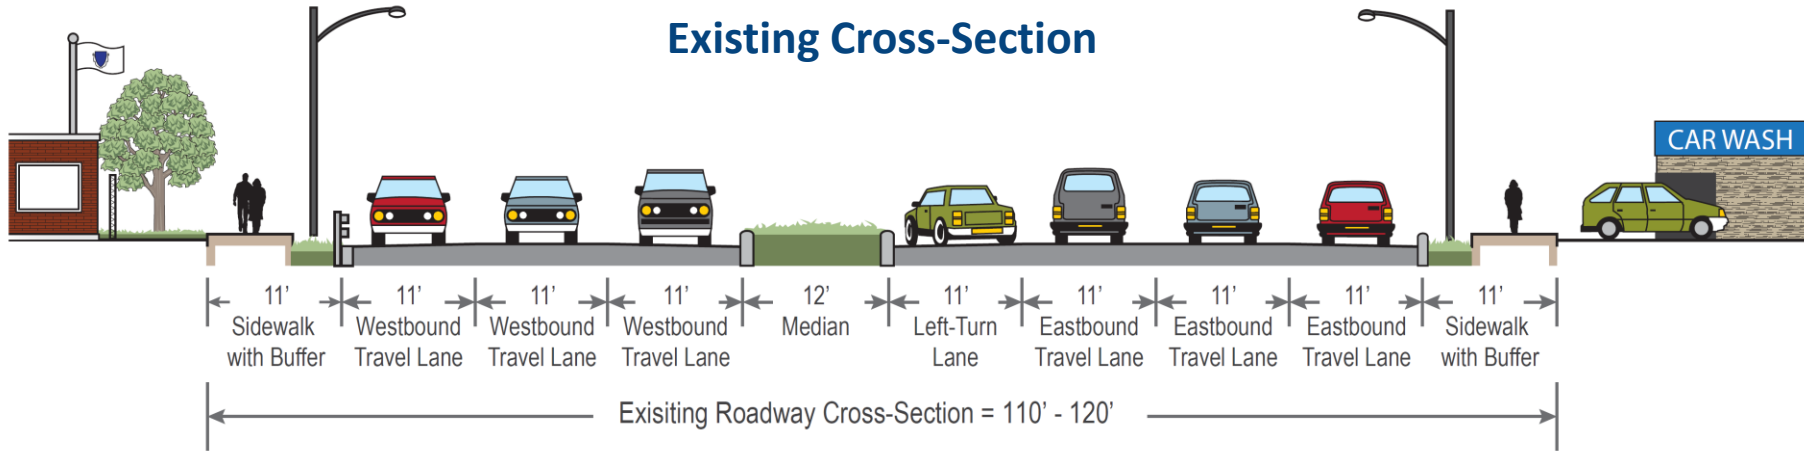 Existing Cross-Section
CAR WASH
11’ 11’ 11’ 11’ 12’ 11’ 11’ 11’ 11’ 11’
Sidewalk Westbound Westbound Westbound Median Left-Turn Eastbound Eastbound Eastbound Sidewalk
with Buffer Travel Lane Travel Lane Travel Lane Lane Travel Lane Travel Lane Travel Lane with Buffer
Exisiting Roadway Cross-Section = 110’ - 120’